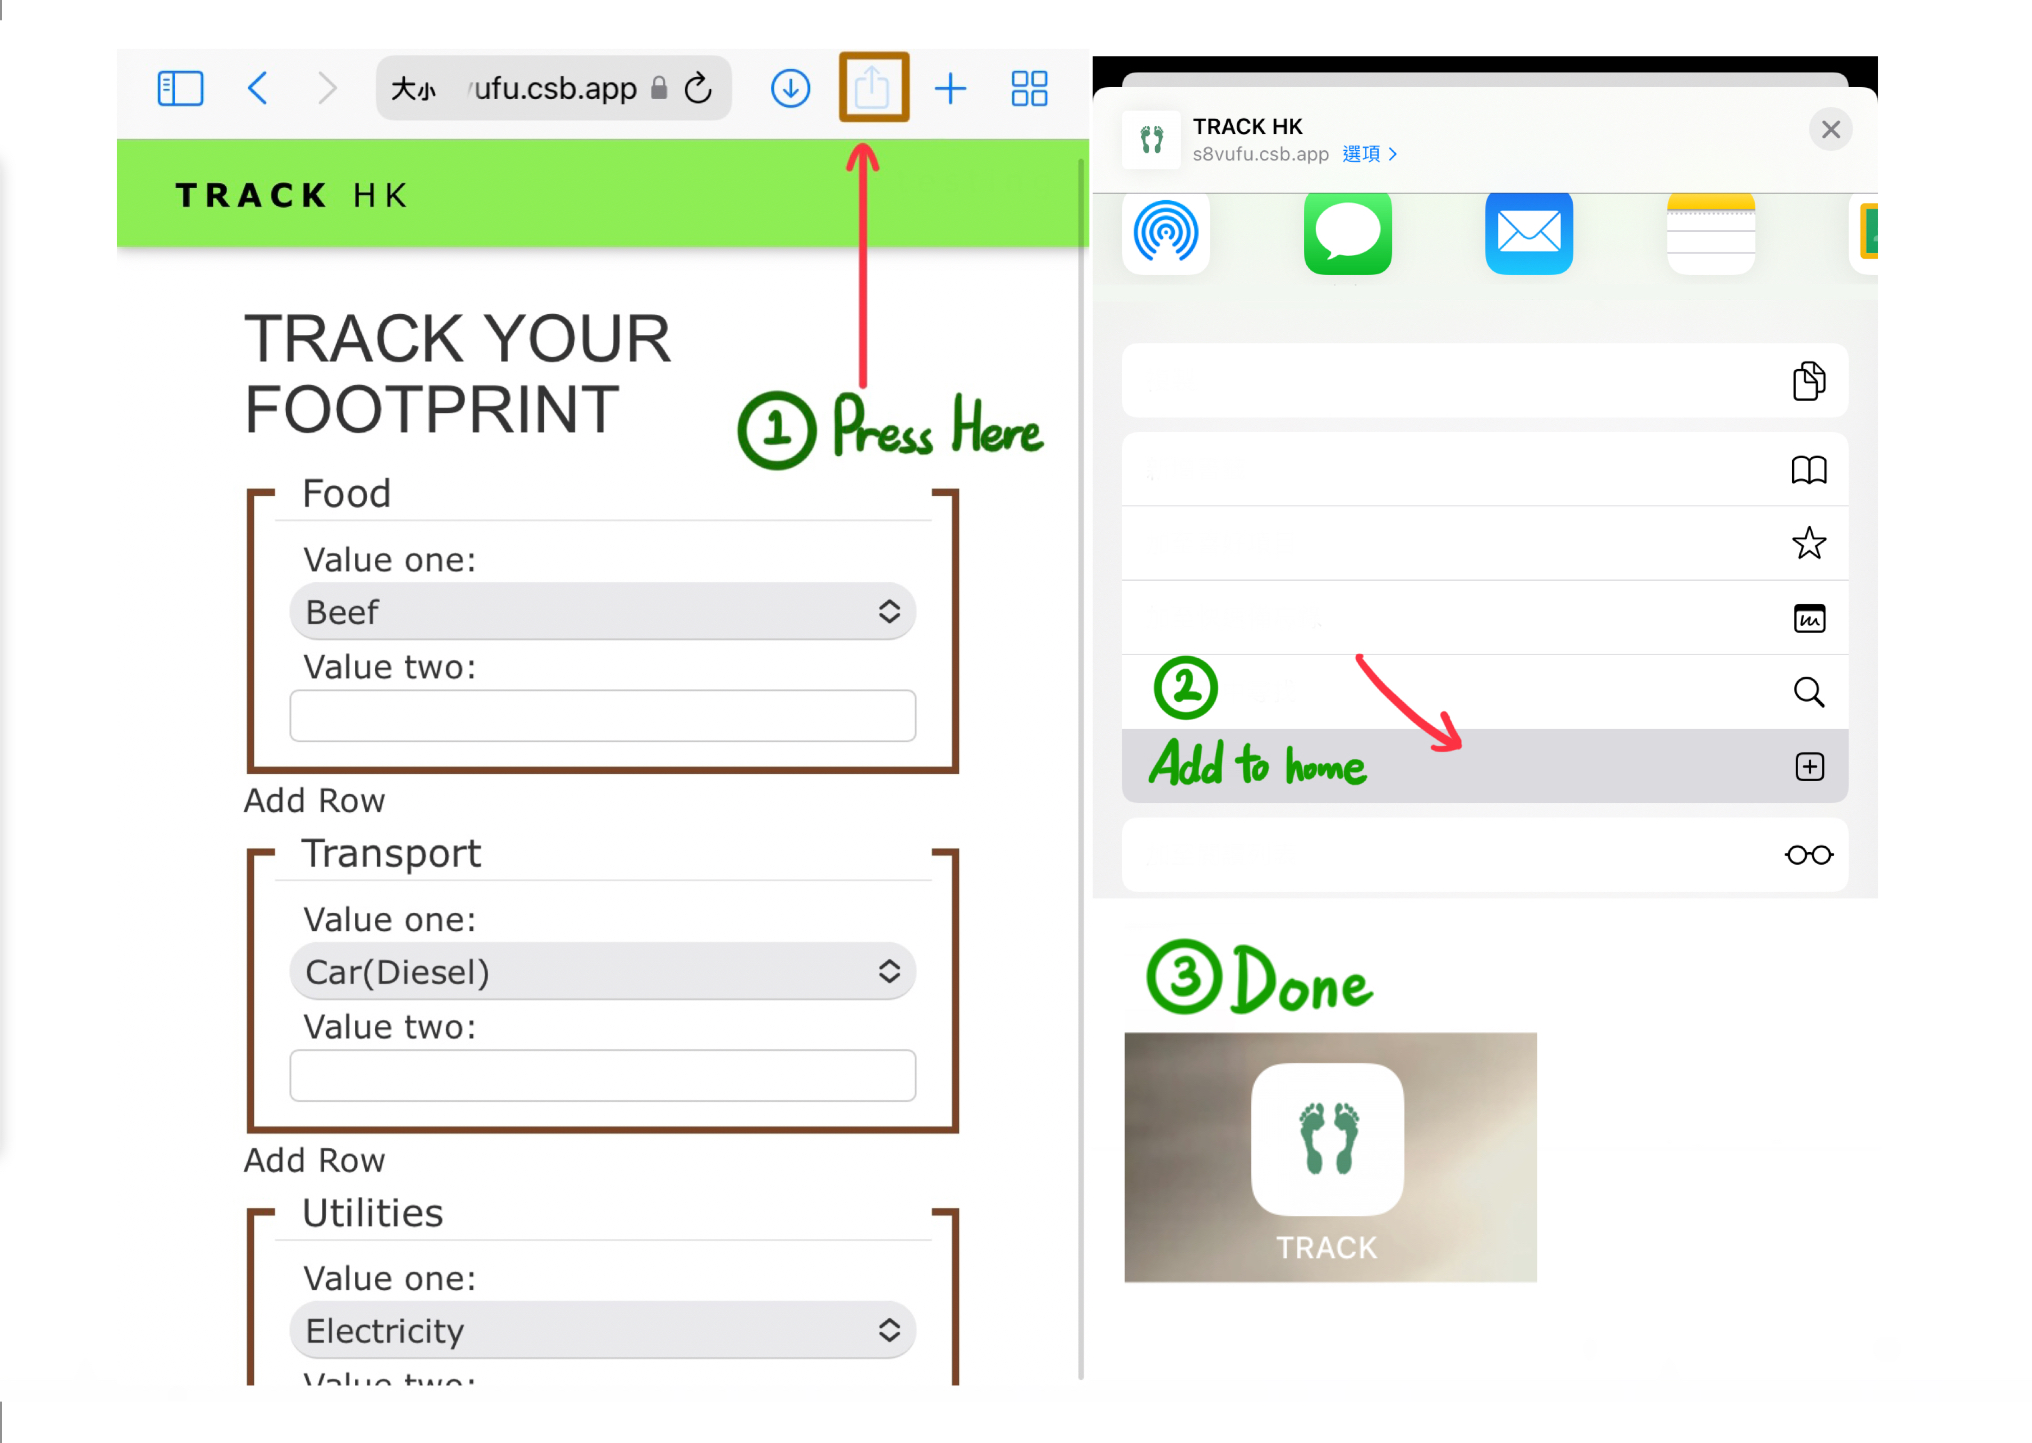 大小 ufu.csb.app
TRACK HK
TRACK YOUR
FOOTPRINT
① Press Here
Food
Value one:
Beef
Value two:
Add Row
Transport
Value one:
Car(Diesel)
Value two:
Add Row
Utilities
Value one:
Electricity
Value two:
TRACK HK
s8vufu.csb.app 選項
②
Add to home
③ Done
TRACK